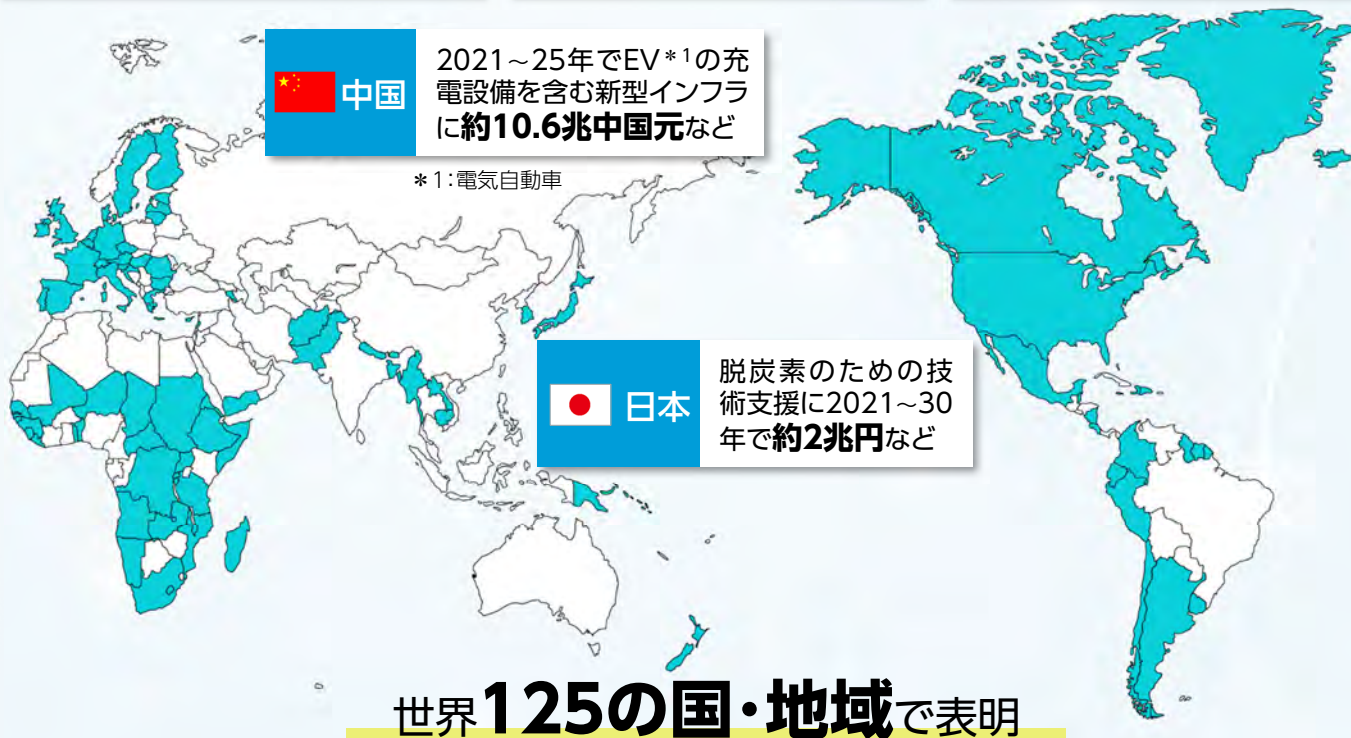 中国
2021～25年でEV*1の充
電設備を含む新型インフラ
に約10.6兆中国元など
*1:電気自動車
日本
脱炭素のための技
術支援に2021～30
年で約2兆円など
世界125の国・地域で表明